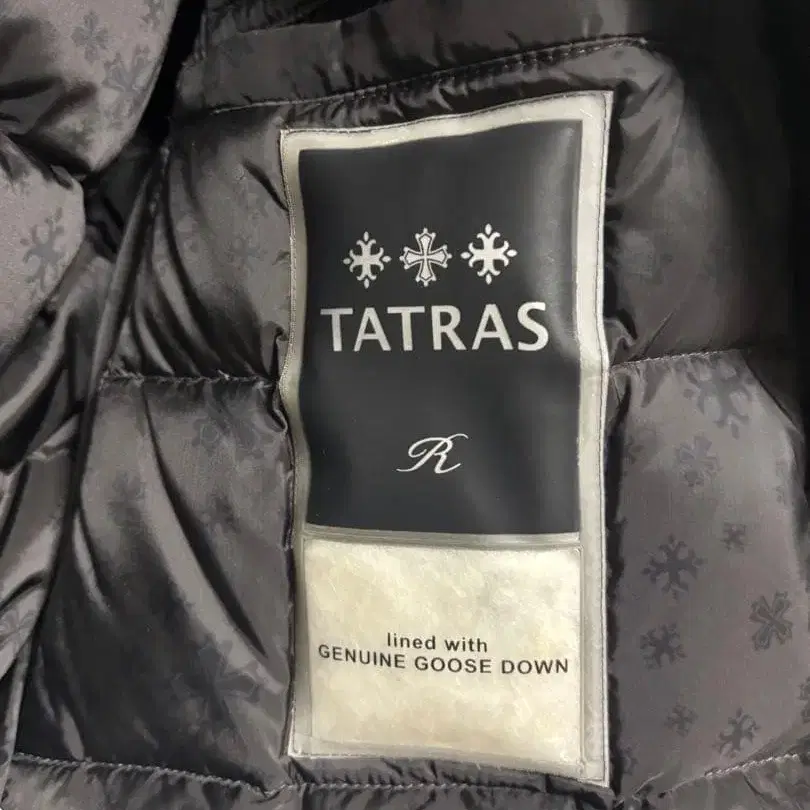 TATRAS
R
lined with
GENUINE GOOSE DOWN